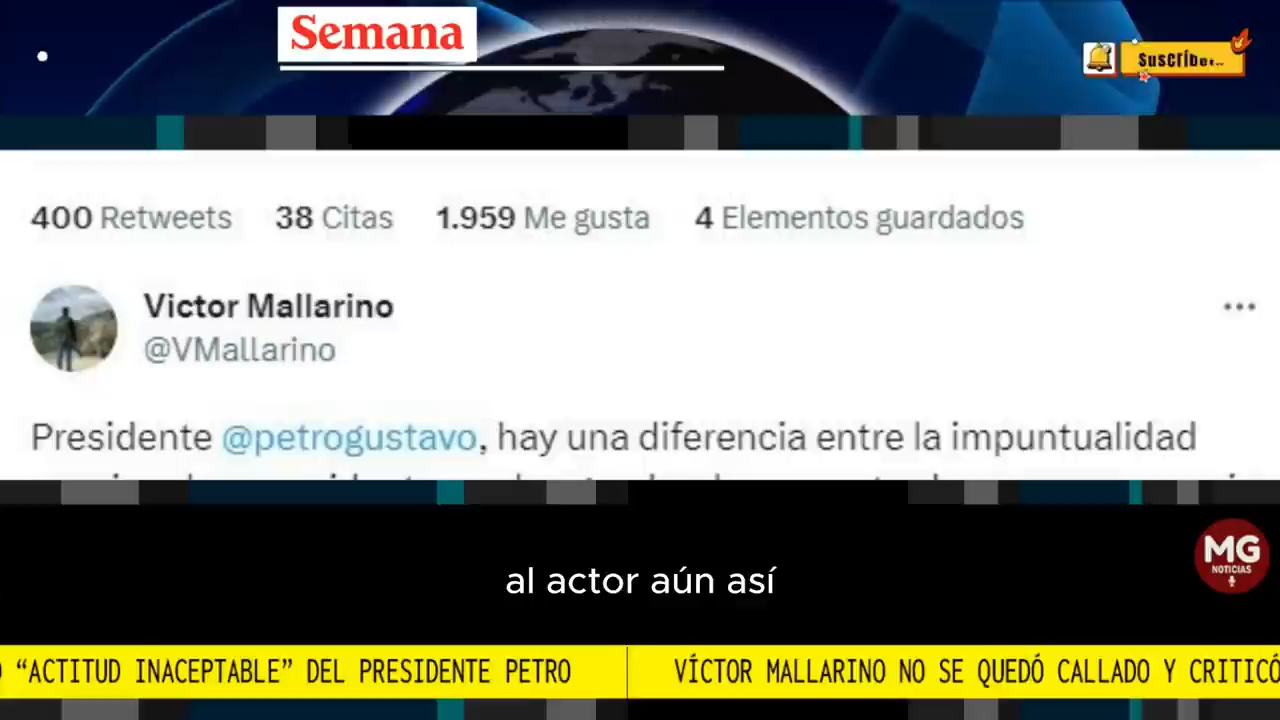 Semana
Suscríbe...
400 Retweets 38 Citas 1.959 Me gusta 4 Elementos guardados
Victor Mallarino
@VMallarino
Presidente @petrogustavo, hay una diferencia entre la impuntualidad
MG
NOTICIAS
al actor aún así
“ACTITUD INACEPTABLE” DEL PRESIDENTE PETRO VÍCTOR MALLARINO NO SE QUEDÓ CALLADO Y CRITICÓ